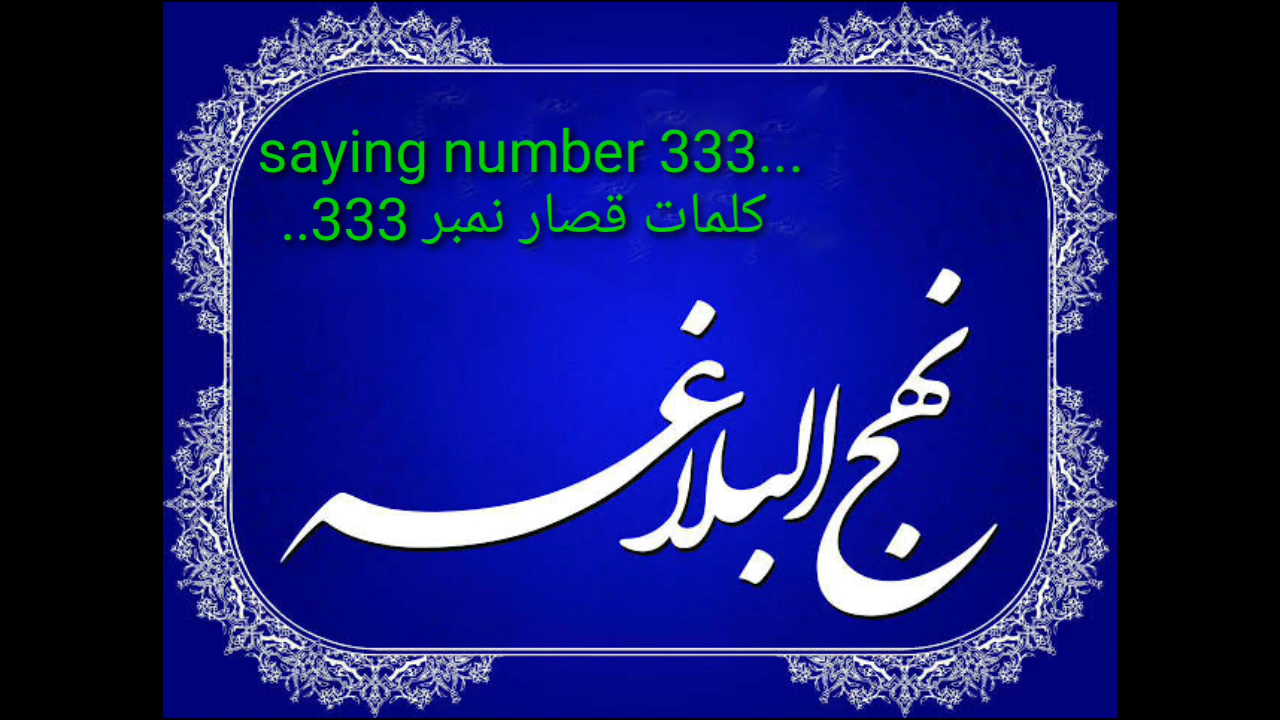 saying number 333...
کلمات قصار نمبر 333..
نهج البلاغه